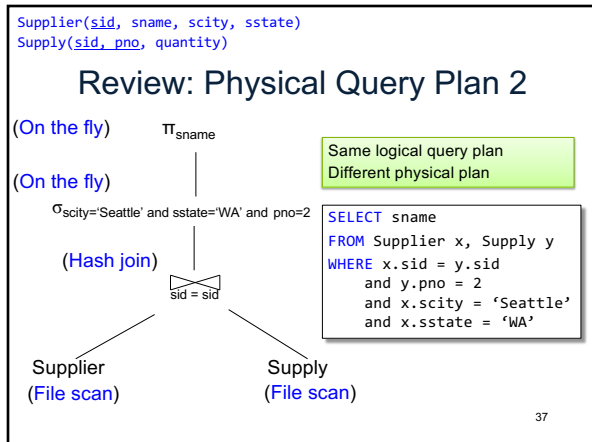 Supplier(sid, sname, scity, sstate)
Supply(sid, pno, quantity)
Review: Physical Query Plan 2
(On the fly) πsname
(On the fly)
σscity=‘Seattle’ and sstate=‘WA’ and pno=2
(Hash join)
sid = sid
Supplier Supply
(File scan) (File scan)
Same logical query plan
Different physical plan
SELECT sname
FROM Supplier x, Supply y
WHERE x.sid = y.sid
and y.pno = 2
and x.scity = ‘Seattle’
and x.sstate = ‘WA’
37